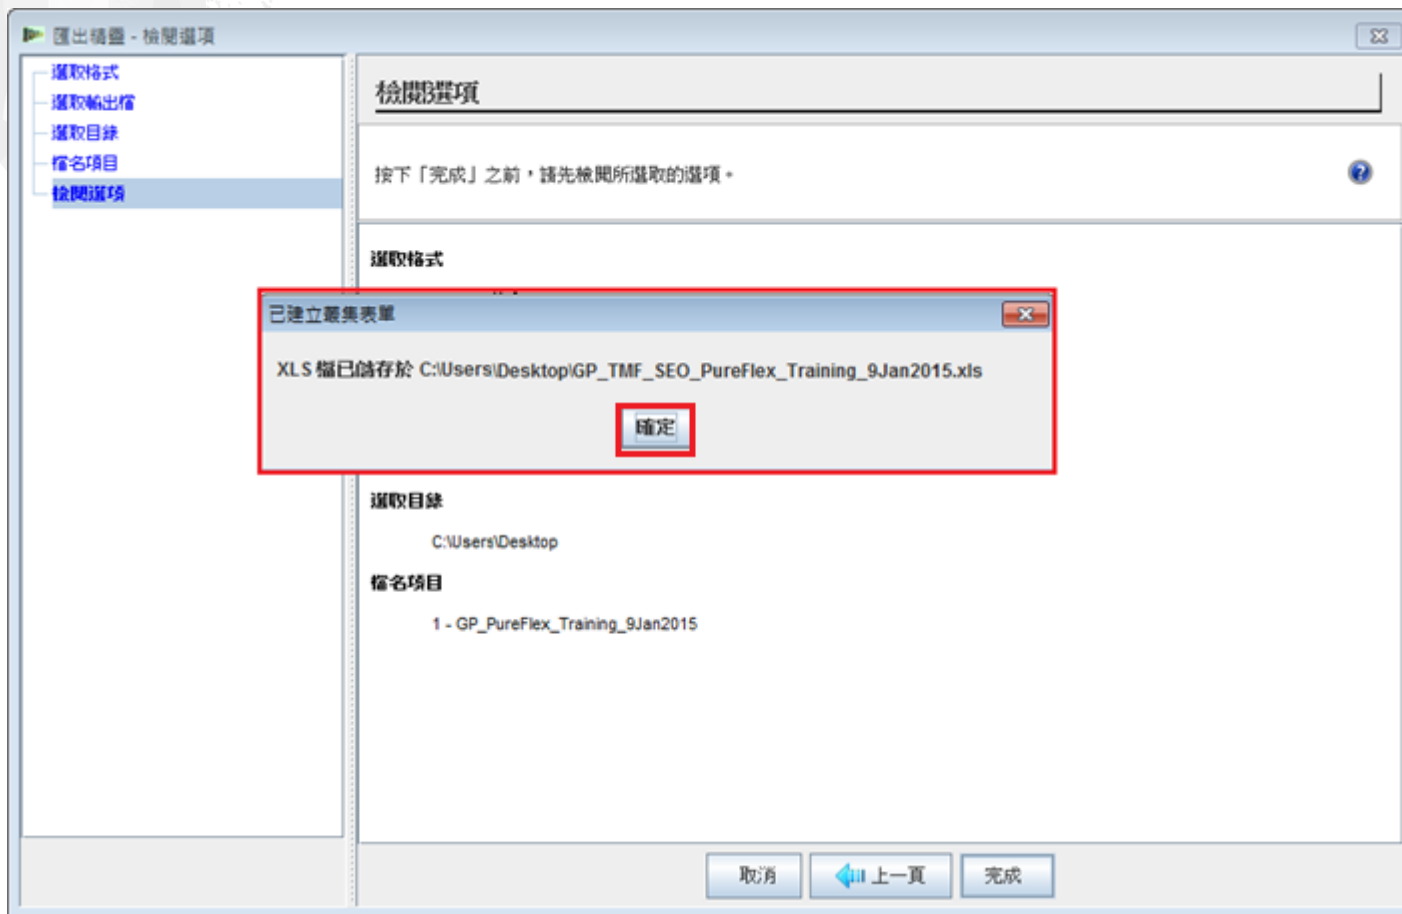 匯出精靈 - 檢閱選項
選取格式
選取輸出檔
選取目錄
檔名項目
檢閱選項
檢閱選項
按下「完成」之前，請先檢閱所選取的選項。
選取格式
已建立叢集表單
XLS 檔已儲存於 C:\Users\Desktop\GP_TMF_SEO_PureFlex_Training_9Jan2015.xls
確定
選取目錄
C:\Users\Desktop
檔名項目
1 - GP_PureFlex_Training_9Jan2015
取消
上一頁
完成